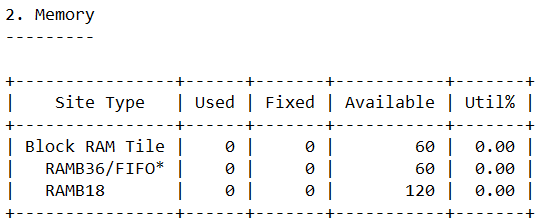 2. Memory
---------
+----------------+------+-------+-----------+-------+
|    Site Type   | Used | Fixed | Available | Util% |
+----------------+------+-------+-----------+-------+
| Block RAM Tile |    0 |     0 |        60 |  0.00 |
|   RAMB36/FIFO* |    0 |     0 |        60 |  0.00 |
|   RAMB18       |    0 |     0 |       120 |  0.00 |
+----------------+------+-------+-----------+-------+